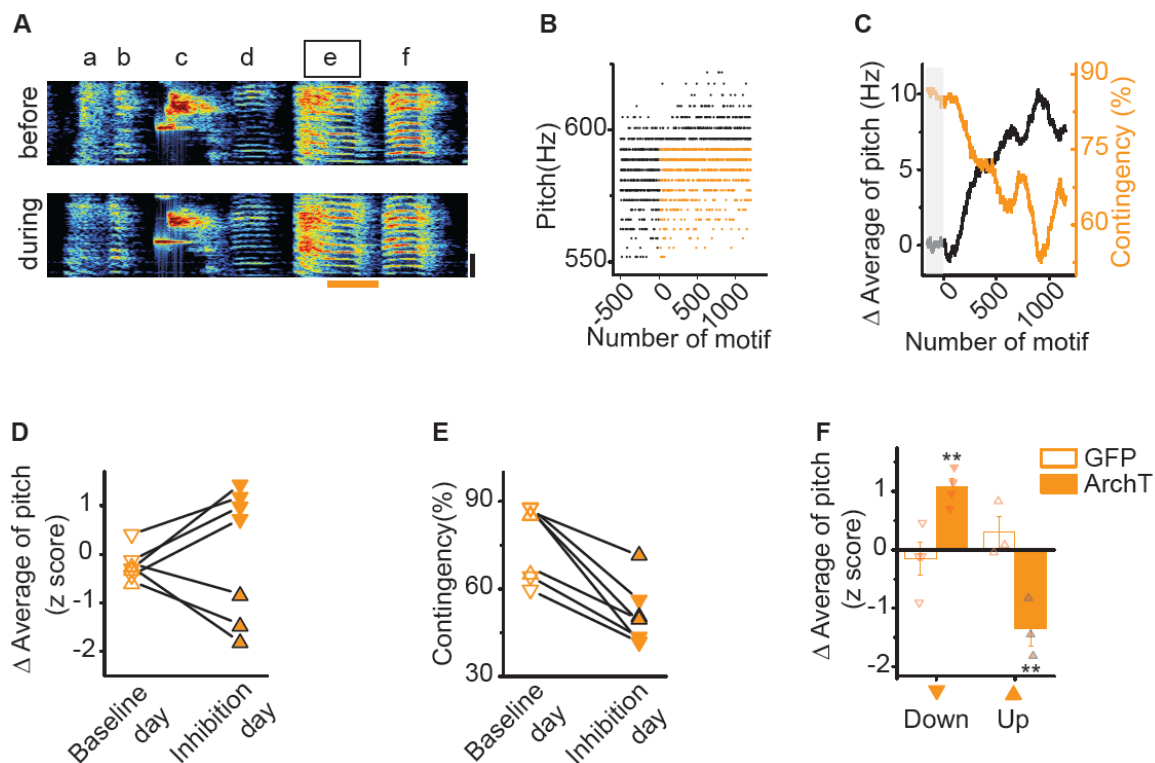 A
a b c d e f
before
during
B
Pitch(Hz)
600
550
-500 0 500 1000
Number of motif
C
Δ Average of pitch (Hz)
10
5
0
90
75
60
Contingency (%)
0 500 1000
Number of motif
D
Δ Average of pitch
(z score)
1
0
-1
-2
Baseline
day
Inhibition
day
E
Contingency(%)
90
60
30
Baseline
day
Inhibition
day
F
GFP
ArchT
Δ Average of pitch
(z score)
1
0
-1
-2
**
**
Down Up